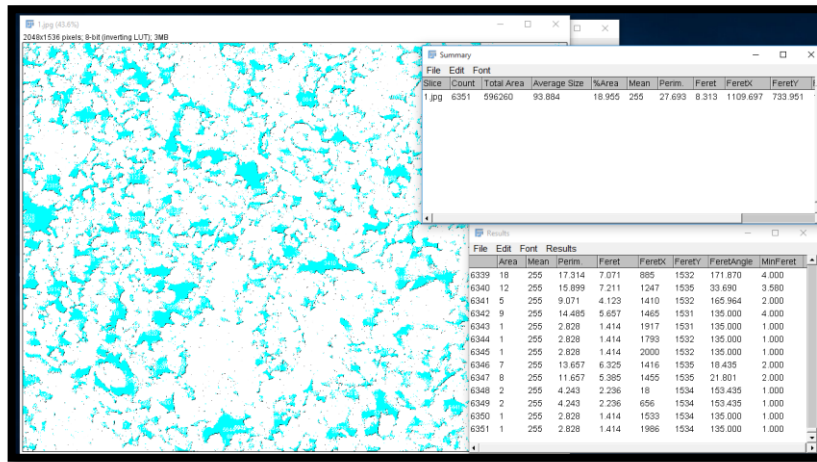 1.jpg (43.6%)
2048x1536 pixels; 8-bit (inverting LUT); 3MB
Summary
File Edit Font
Slice Count Total Area Average Size %Area Mean Perim. Feret FeretX FeretY
1.jpg 6351 596260 93.884 18.955 255 27.693 8.313 1109.697 733.951
Results
File Edit Font Results
Area Mean Perim. Feret FeretX FeretY FeretAngle MinFeret
6339 18 255 17.314 7.071 885 1532 171.870 4.000
6340 12 255 15.899 7.211 1247 1535 33.690 3.580
6341 5 255 9.071 4.123 1410 1532 165.964 2.000
6342 9 255 14.485 5.657 1465 1531 135.000 4.000
6343 1 255 2.828 1.414 1917 1531 135.000 1.000
6344 1 255 2.828 1.414 1793 1532 135.000 1.000
6345 1 255 2.828 1.414 2000 1532 135.000 1.000
6346 7 255 13.657 6.325 1416 1535 18.435 2.000
6347 8 255 11.657 5.385 1455 1535 21.801 2.000
6348 2 255 4.243 2.236 18 1534 153.435 1.000
6349 2 255 4.243 2.236 656 1534 153.435 1.000
6350 1 255 2.828 1.414 1533 1534 135.000 1.000
6351 1 255 2.828 1.414 1986 1534 135.000 1.000